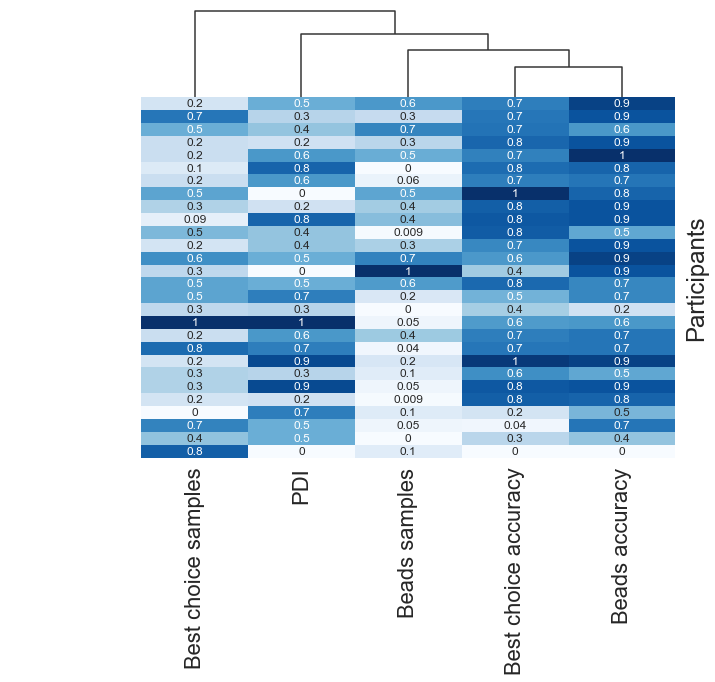 0.2 0.5 0.6 0.7 0.9
0.7 0.3 0.3 0.7 0.9
0.5 0.4 0.7 0.7 0.6
0.2 0.2 0.3 0.8 0.9
0.2 0.6 0.5 0.7 1
0.1 0.8 0 0.8 0.8
0.2 0.6 0.06 0.7 0.7
0.5 0 0.5 1 0.8
0.3 0.2 0.4 0.8 0.9
0.09 0.8 0.4 0.8 0.9
0.5 0.4 0.009 0.8 0.5
0.2 0.4 0.3 0.7 0.9
0.6 0.5 0.7 0.6 0.9
0.3 0 1 0.4 0.9
0.5 0.5 0.6 0.8 0.7
0.5 0.7 0.2 0.5 0.7
0.3 0.3 0 0.4 0.2
1 1 0.05 0.6 0.6
0.2 0.6 0.4 0.7 0.7
0.8 0.7 0.04 0.7 0.7
0.2 0.9 0.2 1 0.9
0.3 0.3 0.1 0.6 0.5
0.3 0.9 0.05 0.8 0.9
0.2 0.2 0.009 0.8 0.8
0 0.7 0.1 0.2 0.5
0.7 0.5 0.05 0.04 0.7
0.4 0.5 0 0.3 0.4
0.8 0 0.1 0 0
Participants
Best choice samples
PDI
Beads samples
Best choice accuracy
Beads accuracy